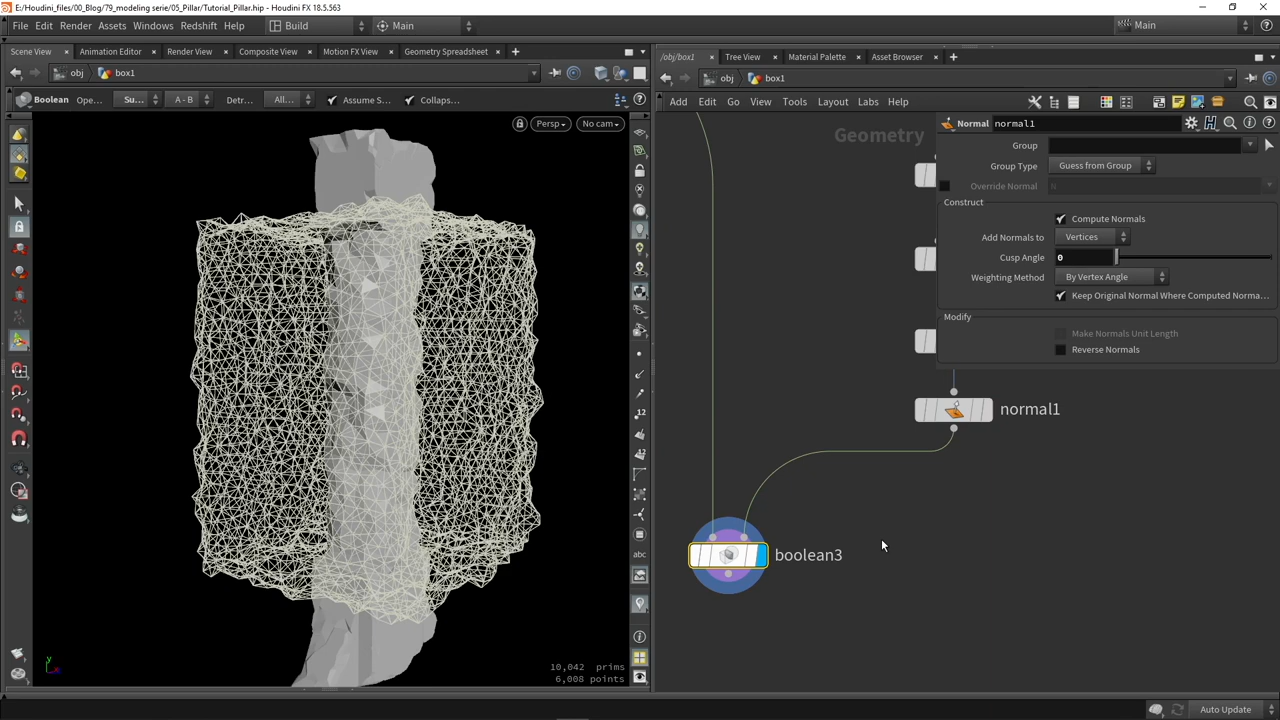 E:/Houdini_files/00_Blog/79_modeling serie/05_Pillar/Tutorial_Pillar.hip - Houdini FX 18.5.563
File Edit Render Assets Windows Redshift Help Build Main Main
Scene View Animation Editor Render View Composite View Motion FX View Geometry Spreadsheet
/obj/box1 Tree View Material Palette Asset Browser
obj box1
obj box1
Boolean Ope... Su... A - B Detr... All... Assume S... Collaps...
Add Edit Go View Tools Layout Labs Help
Persp No cam
Geometry
Normal normal1
Group
Group Type Guess from Group
Override Normal N
Construct
Compute Normals
Add Normals to Vertices
Cusp Angle 0
Weighting Method By Vertex Angle
Keep Original Normal Where Computed Norma...
Modify
Make Normals Unit Length
Reverse Normals
normal1
boolean3
12
12
abc
y
x
10,042 prims
6,008 points
Auto Update